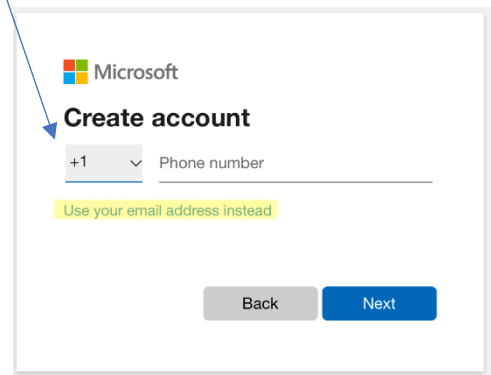 Microsoft
Create account
+1 Phone number
Use your email address instead
Back Next